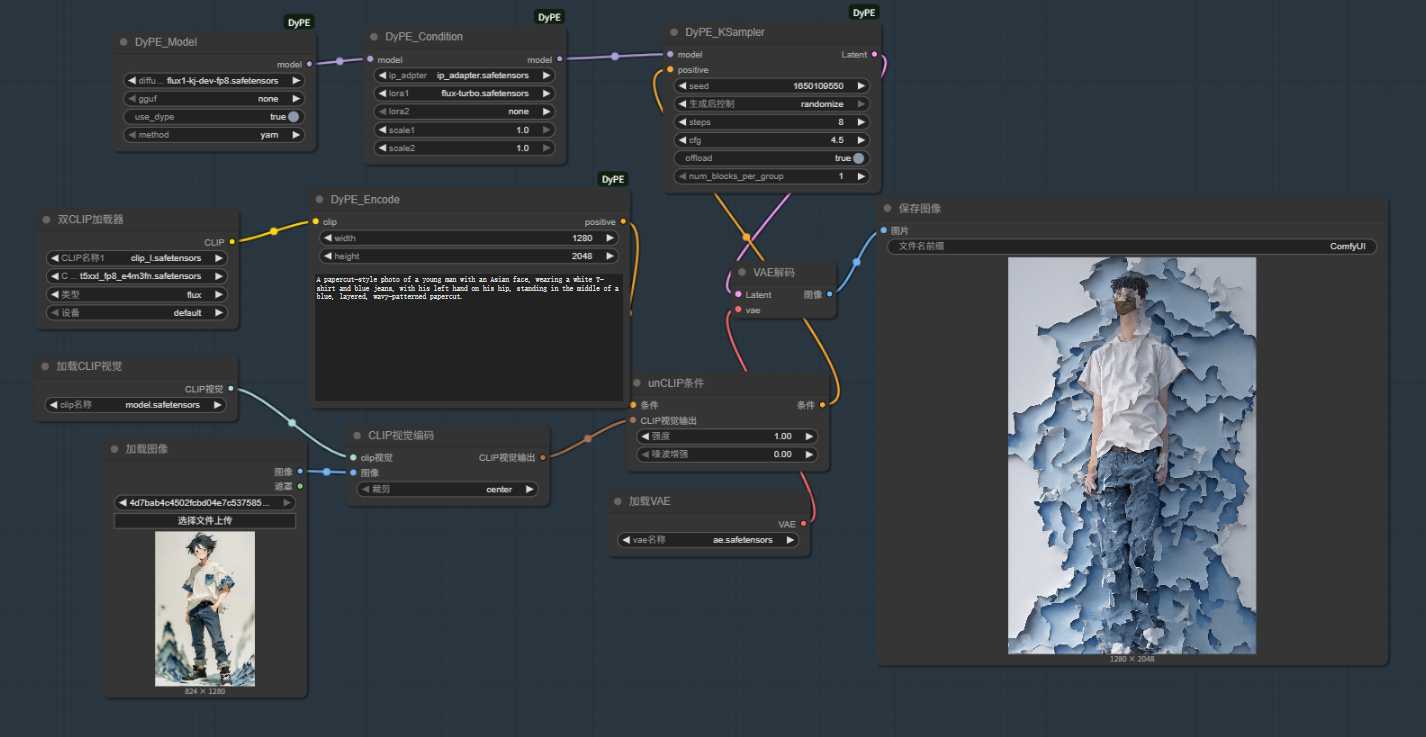 DyPE
DyPE_Model
model
diffu ... flux1-kj-dev-fp8.safetensors
gguf none
use_dype true
method yarn
DyPE
DyPE_Condition
model model
ip_adpter ip_adapter.safetensors
lora1 flux-turbo.safetensors
lora2 none
scale1 1.0
scale2 1.0
DyPE
DyPE_KSampler
model Latent
positive
seed 1650109550
生成后控制 randomize
steps 8
cfg 4.5
offload true
num_blocks_per_group 1
双CLIP加载器
CLIP
CLIP名称1 clip_l.safetensors
C ... t5xxl_fp8_e4m3fn.safetensors
类型 flux
设备 default
DyPE
DyPE_Encode
clip positive
width 1280
height 2048
A papercut-style photo of a young man with an Asian face, wearing a white T-
shirt and blue jeans, with his left hand on his hip, standing in the middle of a
blue, layered, wavy-patterned papercut.
VAE解码
Latent 图像
vae
保存图像
图片
文件名前缀 ComfyUI
1280 × 2048
加载CLIP视觉
CLIP视觉
clip名称 model.safetensors
加载图像
图像
遮罩
4d7bab4c4502fcbd04e7c537585...
选择文件上传
824 × 1280
CLIP视觉编码
clip视觉 CLIP视觉输出
图像
裁剪 center
unCLIP条件
条件 条件
CLIP视觉输出
强度 1.00
噪波增强 0.00
加载VAE
VAE
vae名称 ae.safetensors